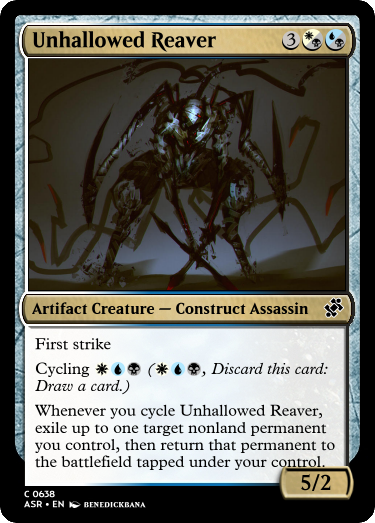 Unhallowed Reaver 3
Artifact Creature — Construct Assassin
First strike
Cycling (, Discard this card:
Draw a card.)
Whenever you cycle Unhallowed Reaver,
exile up to one target nonland permanent
you control, then return that permanent to
the battlefield tapped under your control.
5/2
C 0638
ASR • EN BENEDICKBANA